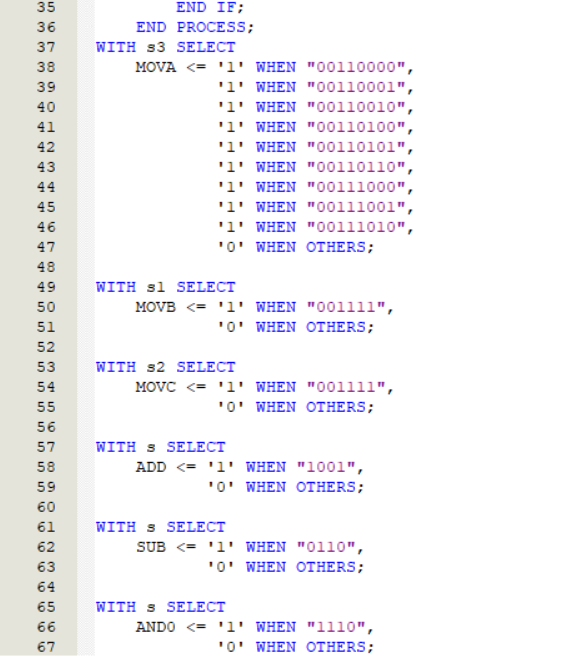 35 END IF;
36 END PROCESS;
37 WITH s3 SELECT
38 MOVA <= '1' WHEN "00110000",
39 '1' WHEN "00110001",
40 '1' WHEN "00110010",
41 '1' WHEN "00110100",
42 '1' WHEN "00110101",
43 '1' WHEN "00110110",
44 '1' WHEN "00111000",
45 '1' WHEN "00111001",
46 '1' WHEN "00111010",
47 '0' WHEN OTHERS;
48
49 WITH s1 SELECT
50 MOVB <= '1' WHEN "001111",
51 '0' WHEN OTHERS;
52
53 WITH s2 SELECT
54 MOVC <= '1' WHEN "001111",
55 '0' WHEN OTHERS;
56
57 WITH s SELECT
58 ADD <= '1' WHEN "1001",
59 '0' WHEN OTHERS;
60
61 WITH s SELECT
62 SUB <= '1' WHEN "0110",
63 '0' WHEN OTHERS;
64
65 WITH s SELECT
66 AND0 <= '1' WHEN "1110",
67 '0' WHEN OTHERS;